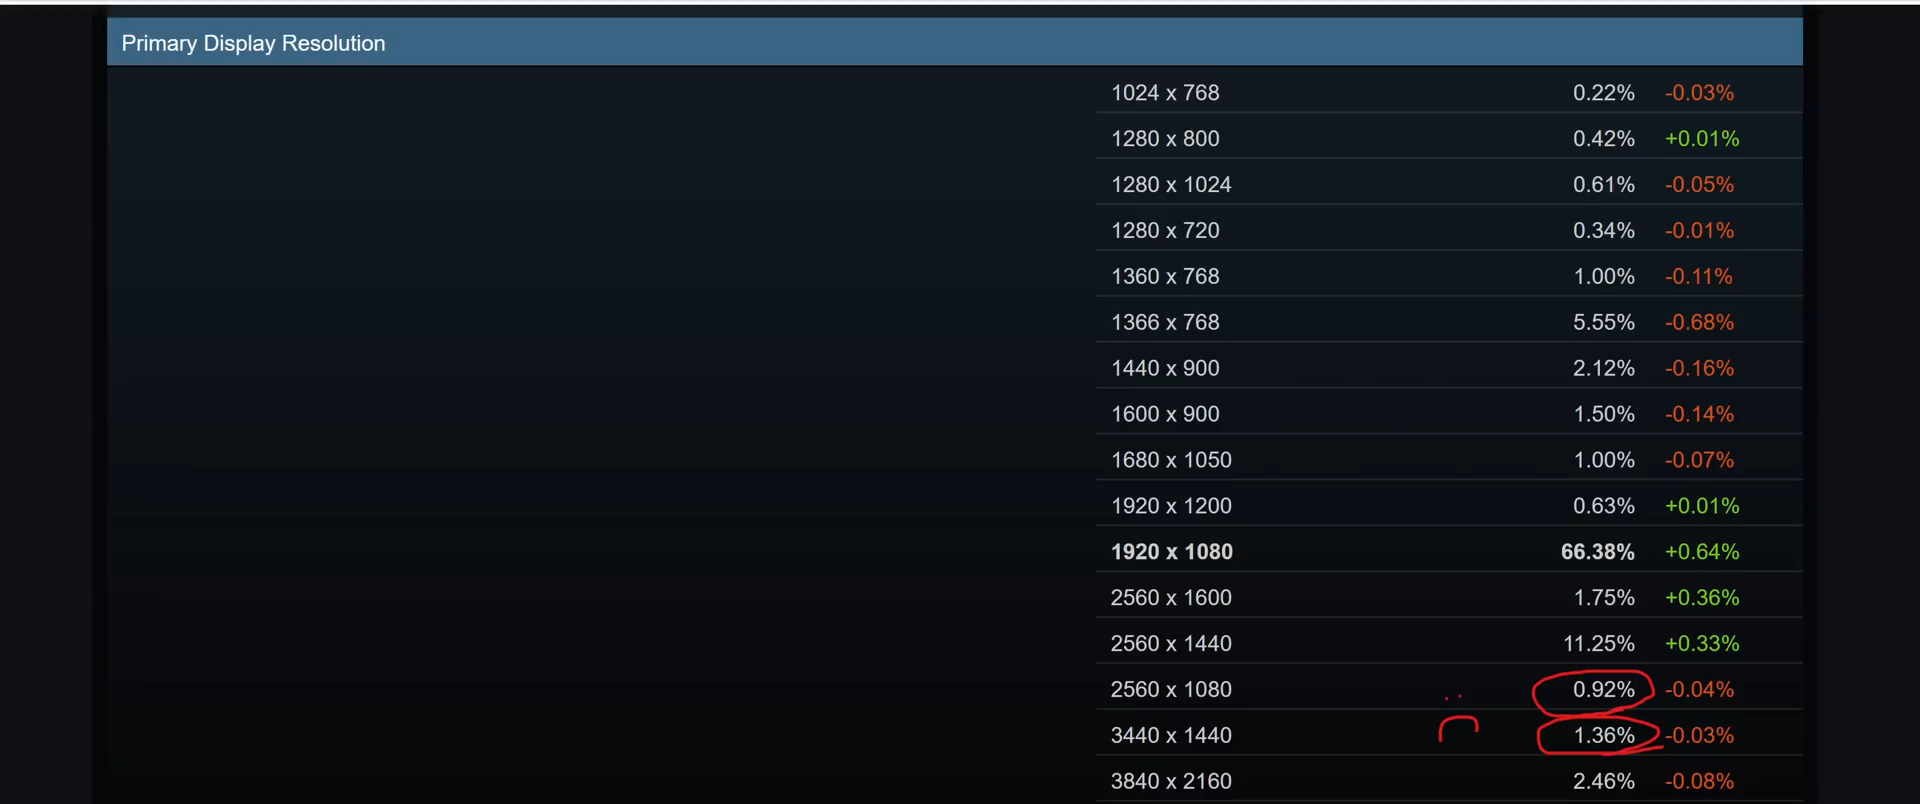 Primary Display Resolution
1024 x 768 0.22% -0.03%
1280 x 800 0.42% +0.01%
1280 x 1024 0.61% -0.05%
1280 x 720 0.34% -0.01%
1360 x 768 1.00% -0.11%
1366 x 768 5.55% -0.68%
1440 x 900 2.12% -0.16%
1600 x 900 1.50% -0.14%
1680 x 1050 1.00% -0.07%
1920 x 1200 0.63% +0.01%
1920 x 1080 66.38% +0.64%
2560 x 1600 1.75% +0.36%
2560 x 1440 11.25% +0.33%
2560 x 1080 0.92% -0.04%
3440 x 1440 1.36% -0.03%
3840 x 2160 2.46% -0.08%